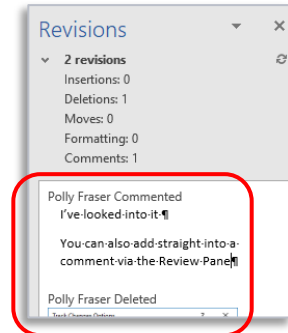 Revisions
2 revisions
Insertions: 0
Deletions: 1
Moves: 0
Formatting: 0
Comments: 1
Polly Fraser Commented
I've·looked·into·it·¶
You·can·also·add·straight·into·a·
comment·via·the·Review·Pane¶
Polly Fraser Deleted
Track Changes Options ? ×